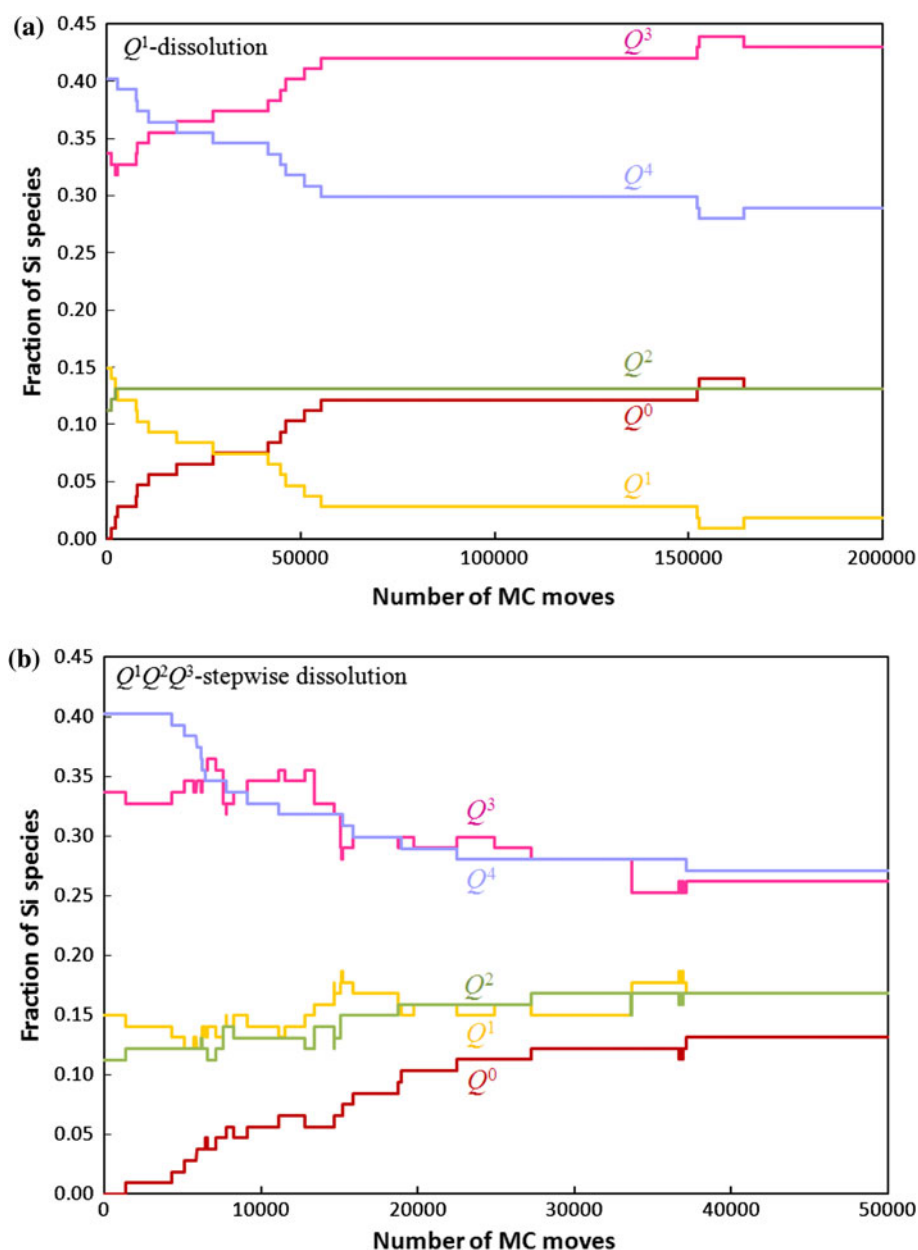 (a)
Q¹-dissolution
Fraction of Si species
0.45
0.40
0.35
0.30
0.25
0.20
0.15
0.10
0.05
0.00
Q³
Q⁴
Q²
Q⁰
Q¹
0 50000 100000 150000 200000
Number of MC moves
(b)
Q¹Q²Q³-stepwise dissolution
Fraction of Si species
0.45
0.40
0.35
0.30
0.25
0.20
0.15
0.10
0.05
0.00
Q³
Q⁴
Q²
Q¹
Q⁰
0 10000 20000 30000 40000 50000
Number of MC moves